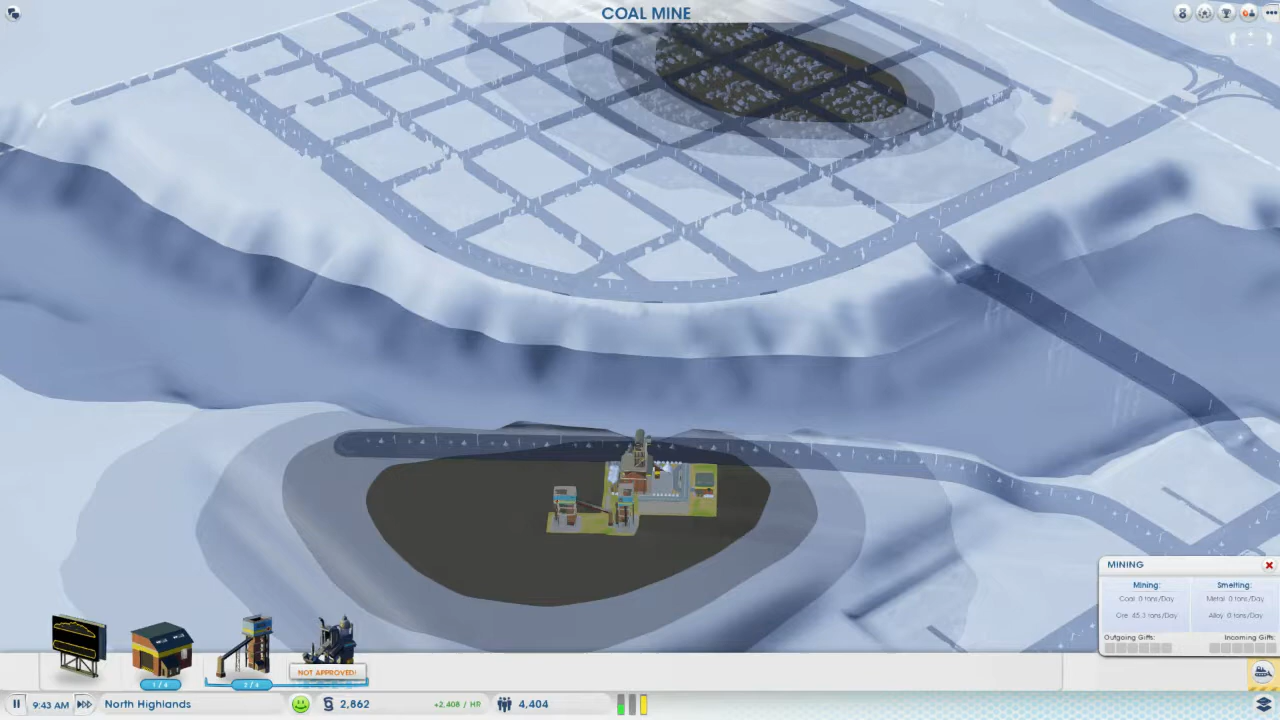 COAL MINE
MINING
Mining:
Smelting:
Coal: 0 tons/Day
Metal: 0 tons/Day
Ore: 45.3 tons/Day
Alloy: 0 tons/Day
Outgoing Gifts:
Incoming Gifts:
NOT APPROVED!
1 / 4
2 / 4
9:43 AM
North Highlands
2,862
+2,408 / HR
4,404